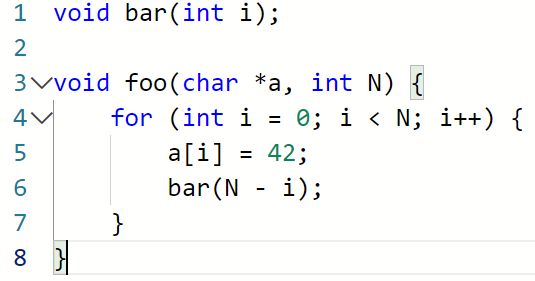 1 void bar(int i);
2
3 void foo(char *a, int N) {
4     for (int i = 0; i < N; i++) {
5         a[i] = 42;
6         bar(N - i);
7     }
8 }